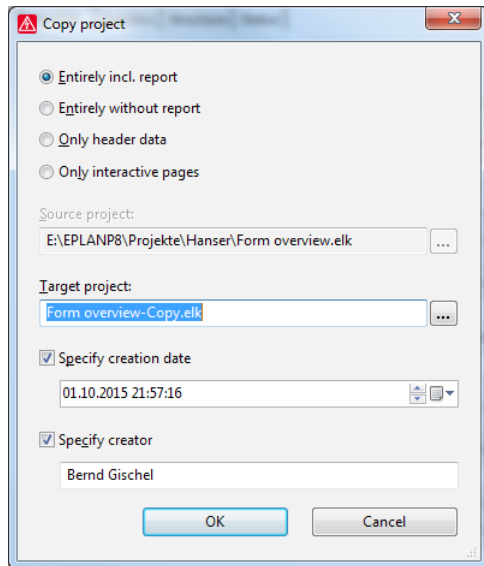 Copy project
Entirely incl. report
Entirely without report
Only header data
Only interactive pages
Source project:
E:\EPLANP8\Projekte\Hanser\Form overview.elk
...
Target project:
Form overview-Copy.elk
...
Specify creation date
01.10.2015 21:57:16
Specify creator
Bernd Gischel
OK
Cancel